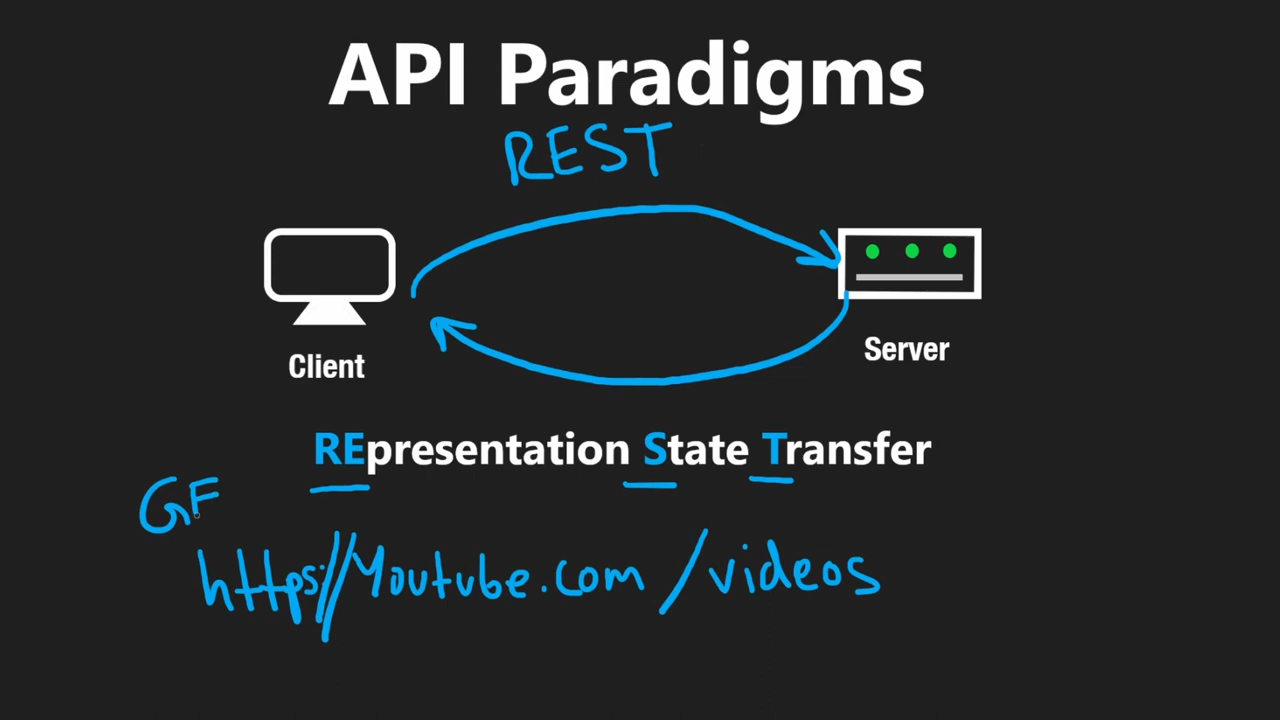 API Paradigms
REST
Client
Server
REpresentation State Transfer
GF
https://Youtube.com/videos